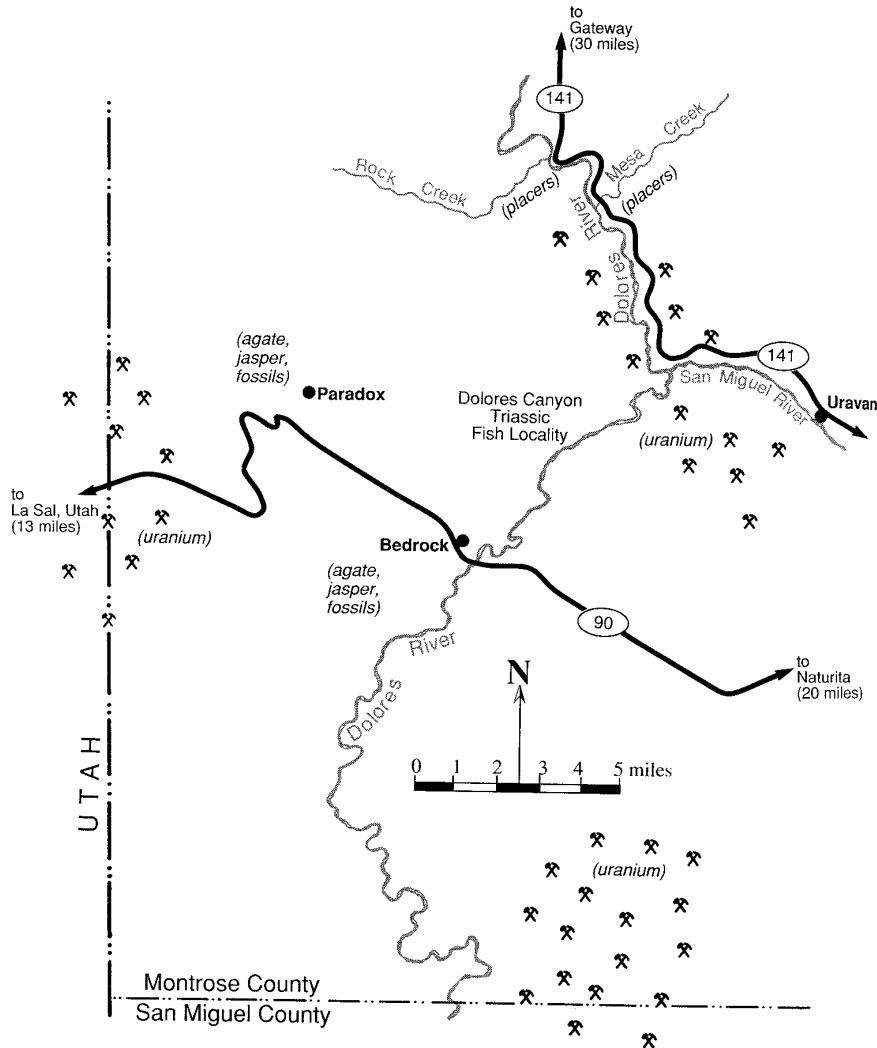 to
Gateway
(30 miles)
141
Mesa Creek
Rock Creek
(placers)
(placers)
River
Dolores
(agate,
jasper,
fossils)
Paradox
141
San Miguel River
Uravan
Dolores Canyon
Triassic
Fish Locality
(uranium)
to
La Sal, Utah
(13 miles)
(uranium)
Bedrock
(agate,
jasper,
fossils)
90
River
Dolores
to
Naturita
(20 miles)
N
0 1 2 3 4 5 miles
UTAH
(uranium)
Montrose County
San Miguel County